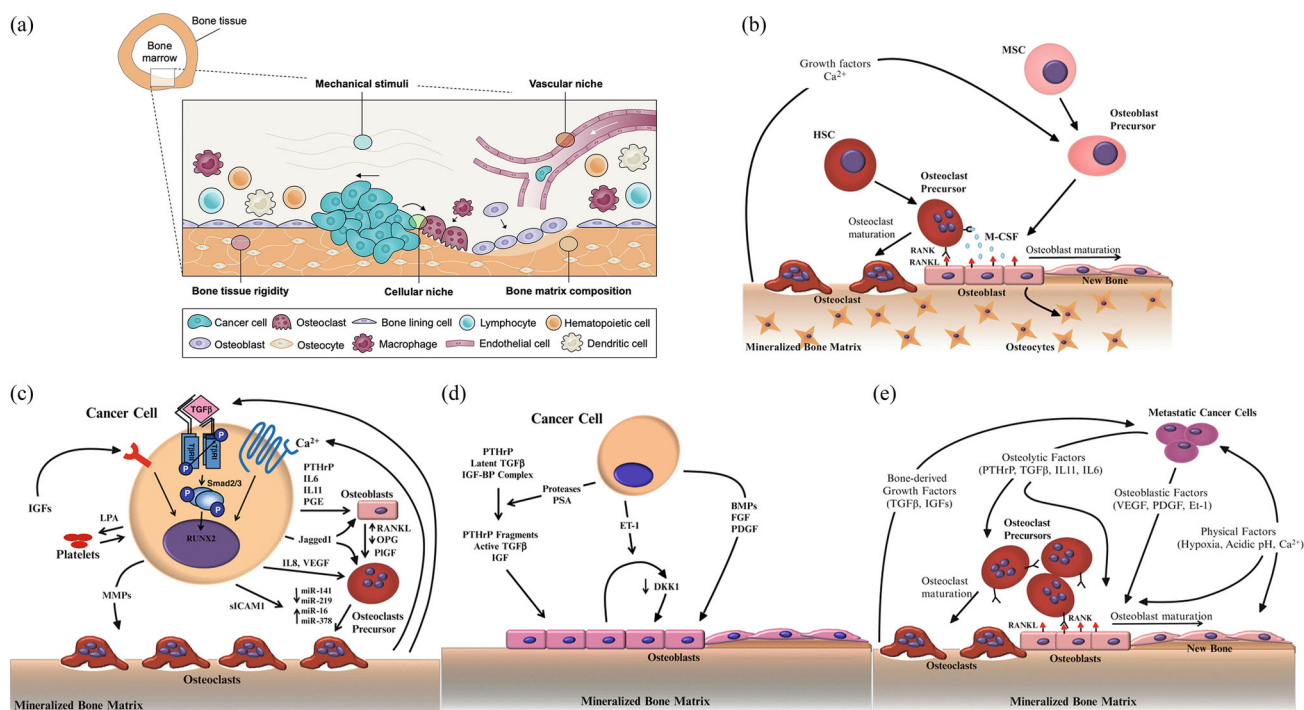 (a)
Bone tissue
Bone
marrow
Mechanical stimuli
Vascular niche
Bone tissue rigidity
Cellular niche
Bone matrix composition
Cancer cell
Osteoclast
Bone lining cell
Lymphocyte
Hematopoietic cell
Osteoblast
Osteocyte
Macrophage
Endothelial cell
Dendritic cell
(b)
MSC
Growth factors
Ca2+
Osteoblast
Precursor
HSC
Osteoclast
Precursor
Osteoclast
maturation
M-CSF
RANK
RANKL
Osteoblast maturation
Osteoclast
Osteoblast
New Bone
Mineralized Bone Matrix
Osteocytes
(c)
Cancer Cell
TGFβ
TβRII
TβRI
P
P
Ca2+
Smad2/3
P
P
RUNX2
IGFs
LPA
Platelets
MMPs
PTHrP
IL6
IL11
PGE
Osteoblasts
RANKL
OPG
PIGF
Jagged1
IL8, VEGF
Osteoclasts
Precursor
sICAM1
miR-141
miR-219
miR-16
miR-378
Osteoclasts
Mineralized Bone Matrix
(d)
Cancer Cell
PTHrP
Latent TGFβ
IGF-BP Complex
Proteases
PSA
ET-1
BMPs
FGF
PDGF
PTHrP Fragments
Active TGFβ
IGF
DKK1
Osteoblasts
Mineralized Bone Matrix
(e)
Metastatic Cancer Cells
Osteolytic Factors
(PTHrP, TGFβ, IL11, IL6)
Bone-derived
Growth Factors
(TGFβ, IGFs)
Osteoblastic Factors
(VEGF, PDGF, Et-1)
Physical Factors
(Hypoxia, Acidic pH, Ca2+)
Osteoclast
Precursors
Osteoclast
maturation
Osteoblast maturation
RANKL
RANK
Osteoclasts
Osteoblasts
New Bone
Mineralized Bone Matrix